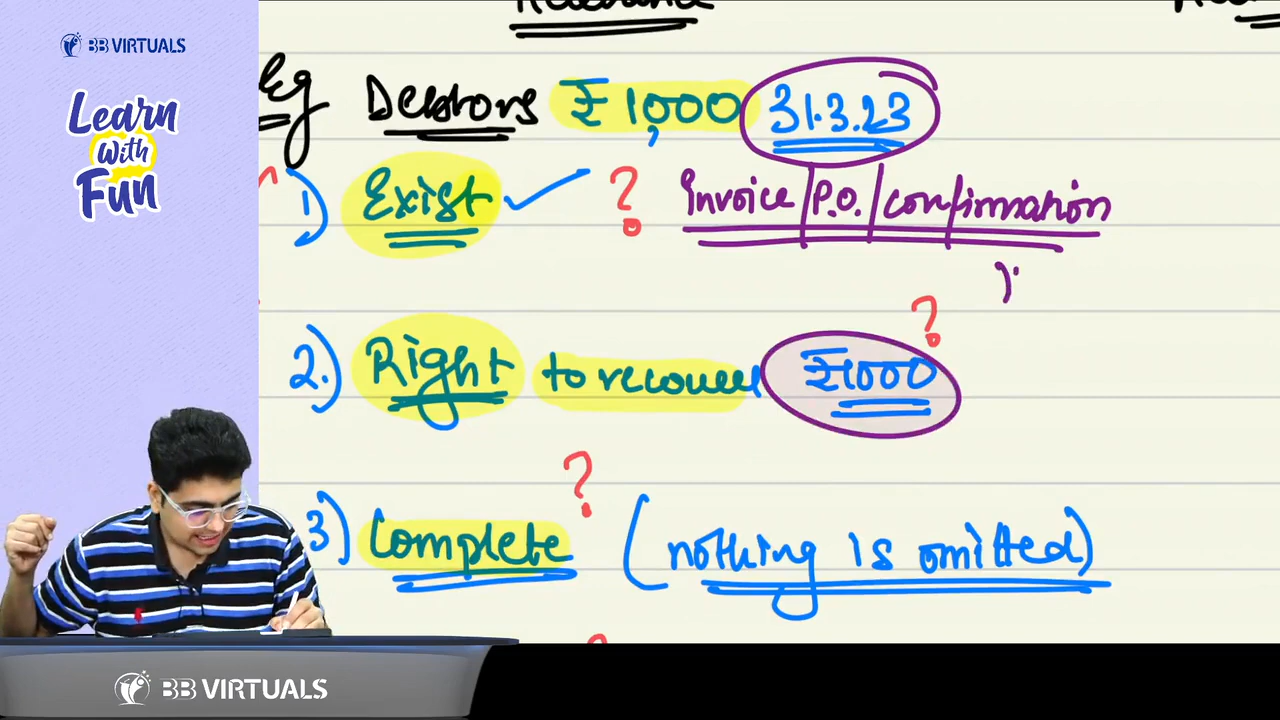 BB VIRTUALS
Learn
with
Fun
Eg Debtors ₹1,000 31.3.23
1) Exist ✓ ? Invoice/P.O./confirmation
2.) Right to recover ₹1000 ?
3) Complete ? (nothing is omitted)
BB VIRTUALS